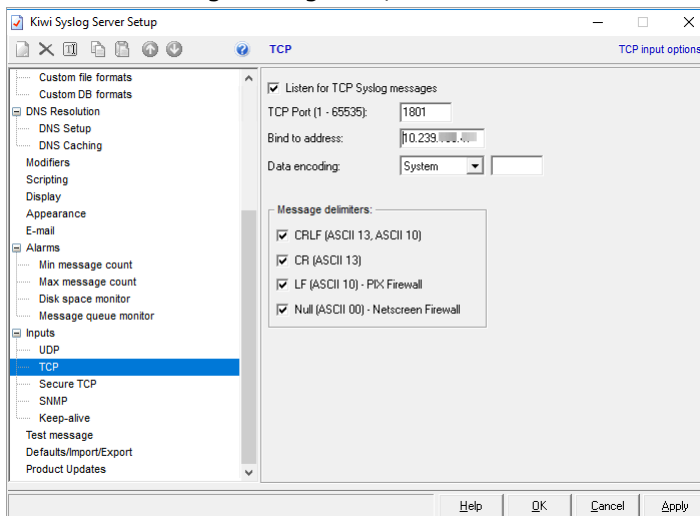 Kiwi Syslog Server Setup
TCP
TCP input options
Custom file formats
Custom DB formats
DNS Resolution
DNS Setup
DNS Caching
Modifiers
Scripting
Display
Appearance
E-mail
Alarms
Min message count
Max message count
Disk space monitor
Message queue monitor
Inputs
UDP
TCP
Secure TCP
SNMP
Keep-alive
Test message
Defaults/Import/Export
Product Updates
Listen for TCP Syslog messages
TCP Port (1 - 65535): 1801
Bind to address: 10.239.
Data encoding: System
Message delimiters:
CRLF (ASCII 13, ASCII 10)
CR (ASCII 13)
LF (ASCII 10) - PIX Firewall
Null (ASCII 00) - Netscreen Firewall
Help OK Cancel Apply